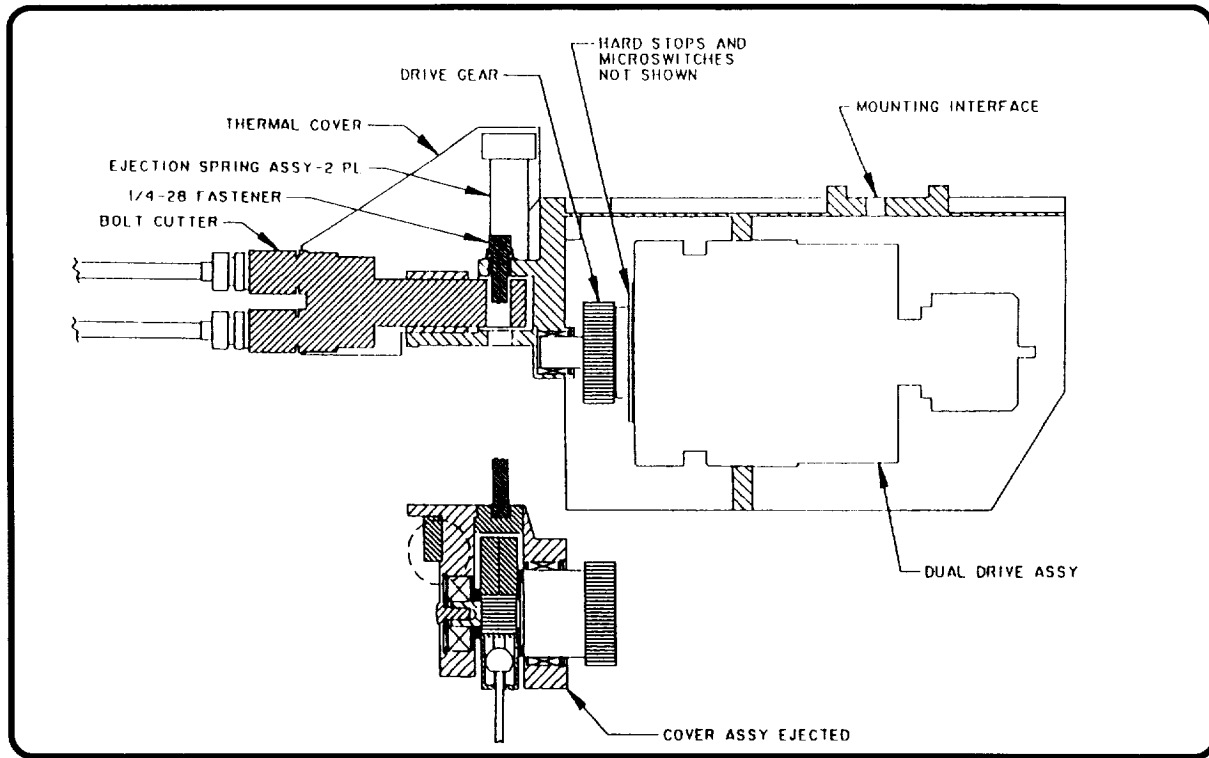 HARD STOPS AND
MICROSWITCHES
NOT SHOWN
DRIVE GEAR
MOUNTING INTERFACE
THERMAL COVER
EJECTION SPRING ASSY-2 PL
1/4-28 FASTENER
BOLT CUTTER
DUAL DRIVE ASSY
COVER ASSY EJECTED